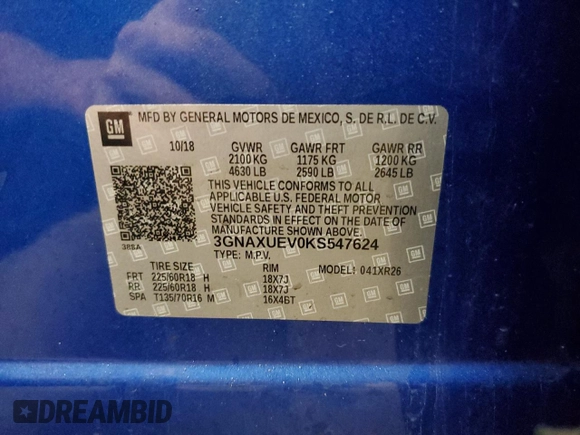 GM MFD BY GENERAL MOTORS DE MEXICO, S. DE R.L. DE C.V.
10/18 GVWR GAWR FRT GAWR RR
2100 KG 1175 KG 1200 KG
4630 LB 2590 LB 2645 LB
THIS VEHICLE CONFORMS TO ALL
APPLICABLE U.S. FEDERAL MOTOR
VEHICLE SAFETY AND THEFT PREVENTION
STANDARDS IN EFFECT ON THE DATE OF
MANUFACTURE SHOWN ABOVE.
38SA 3GNAXUEV0KS547624
TYPE: M.P.V.
TIRE SIZE RIM MODEL: 041XR26
FRT 225/60R18 H 18X7J
RR 225/60R18 H 18X7J
SPA T135/70R16 M 16X4BT
DREAMBID